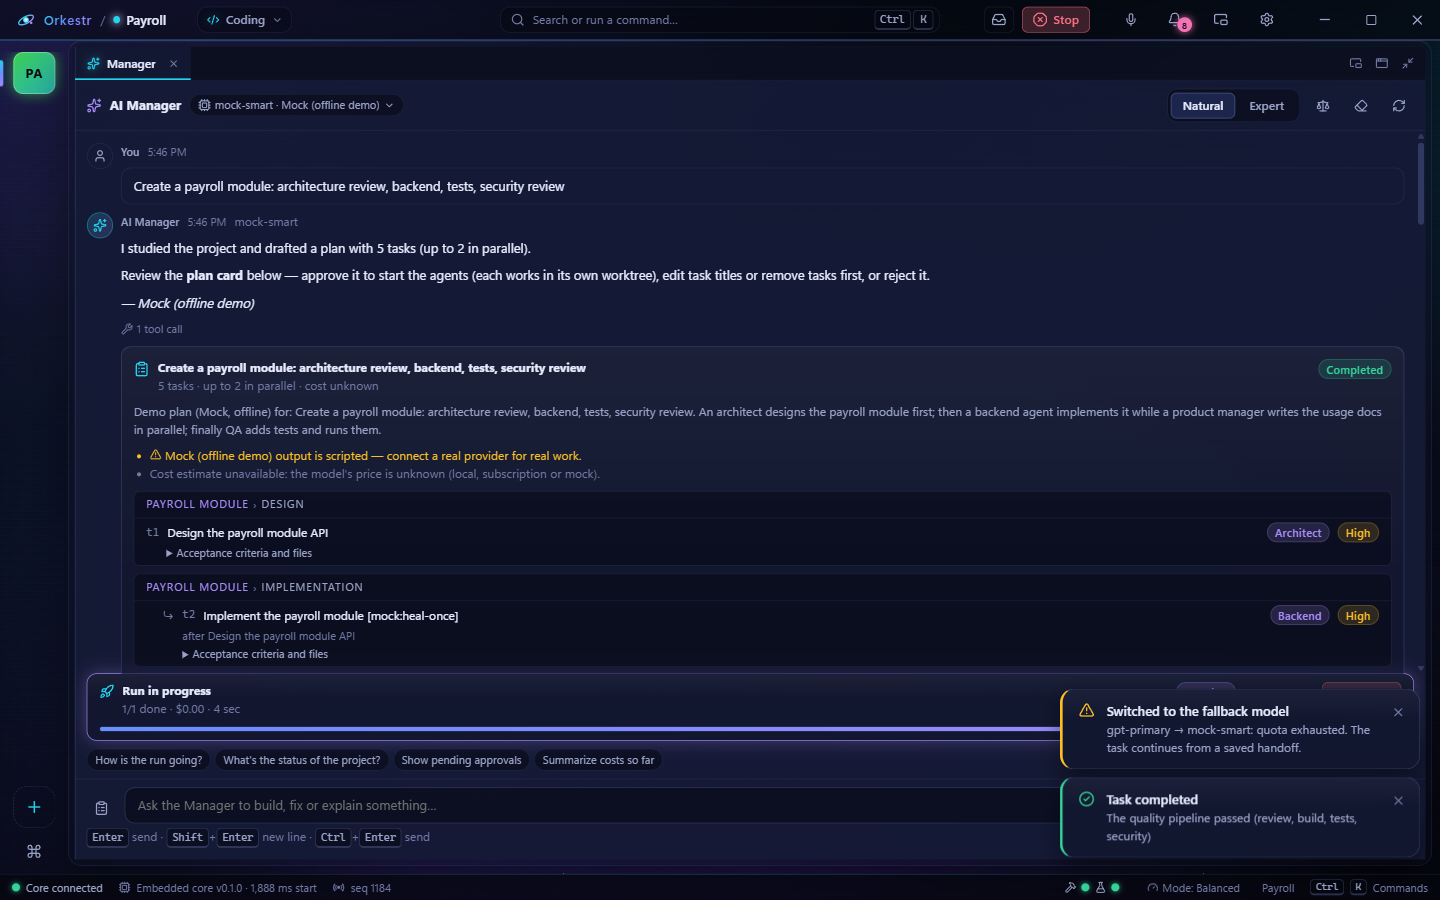 Orkestr / Payroll
Coding
Search or run a command...
Ctrl K
Stop
8
PA
Manager
AI Manager
mock-smart · Mock (offline demo)
Natural
Expert
You 5:46 PM
Create a payroll module: architecture review, backend, tests, security review
AI Manager 5:46 PM mock-smart
I studied the project and drafted a plan with 5 tasks (up to 2 in parallel).
Review the plan card below — approve it to start the agents (each works in its own worktree), edit task titles or remove tasks first, or reject it.
— Mock (offline demo)
1 tool call
Create a payroll module: architecture review, backend, tests, security review
Completed
5 tasks · up to 2 in parallel · cost unknown
Demo plan (Mock, offline) for: Create a payroll module: architecture review, backend, tests, security review. An architect designs the payroll module first; then a backend agent implements it while a product manager writes the usage docs
in parallel; finally QA adds tests and runs them.
• ⚠ Mock (offline demo) output is scripted — connect a real provider for real work.
• Cost estimate unavailable: the model's price is unknown (local, subscription or mock).
PAYROLL MODULE › DESIGN
t1 Design the payroll module API
Architect High
▶ Acceptance criteria and files
PAYROLL MODULE › IMPLEMENTATION
t2 Implement the payroll module [mock:heal-once]
Backend High
after Design the payroll module API
▶ Acceptance criteria and files
Run in progress
1/1 done · $0.00 · 4 sec
How is the run going?
What's the status of the project?
Show pending approvals
Summarize costs so far
Ask the Manager to build, fix or explain something...
Enter send · Shift + Enter new line · Ctrl + Enter send
Switched to the fallback model
gpt-primary → mock-smart: quota exhausted. The
task continues from a saved handoff.
Task completed
The quality pipeline passed (review, build, tests,
security)
Core connected
Embedded core v0.1.0 · 1,888 ms start
seq 1184
Mode: Balanced
Payroll
Ctrl K Commands